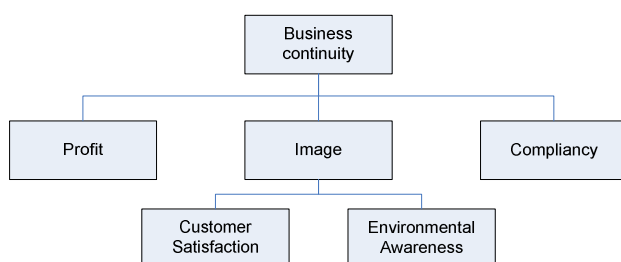 Business
continuity
Profit
Image
Compliancy
Customer
Satisfaction
Environmental
Awareness